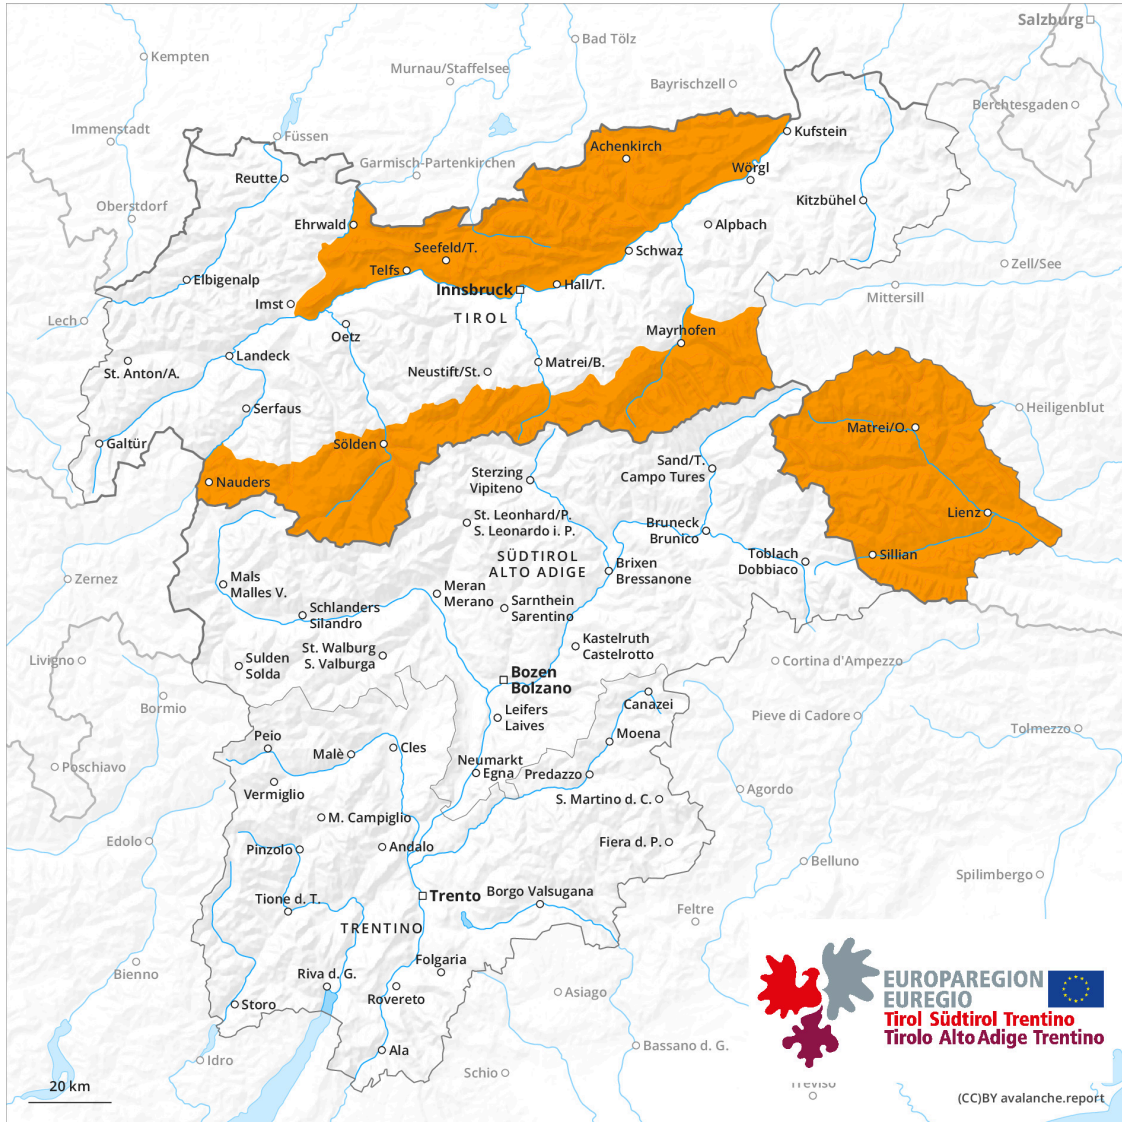 Salzburg
Kempten
Bad Tölz
Murnau/Staffelsee
Bayrischzell
Berchtesgaden
Immenstadt
Füssen
Kufstein
Achenkirch
Garmisch-Partenkirchen
Wörgl
Reutte
Oberstdorf
Kitzbühel
Ehrwald
Alpbach
Seefeld/T.
Schwaz
Telfs
Zell/See
Elbigenalp
Innsbruck
Hall/T.
Mittersill
Imst
Lech
TIROL
Oetz
Mayrhofen
Landeck
Matrei/B.
St. Anton/A.
Neustift/St.
Serfaus
Heiligenblut
Matrei/O.
Galtür
Sölden
Sand/T.
Campo Tures
Sterzing
Vipiteno
Nauders
Lienz
St. Leonhard/P.
S. Leonardo i. P.
Bruneck
Brunico
SÜDTIROL
ALTO ADIGE
Toblach
Dobbiaco
Sillian
Brixen
Bressanone
Zernez
Mals
Malles V.
Meran
Merano
Sarnthein
Sarentino
Schlanders
Silandro
Kastelruth
Castelrotto
St. Walburg
S. Valburga
Livigno
Sulden
Solda
Cortina d'Ampezzo
Bozen
Bolzano
Bormio
Canazei
Leifers
Laives
Pieve di Cadore
Tolmezzo
Peio
Moena
Malè
Cles
Poschiavo
Neumarkt
Egna
Predazzo
Vermiglio
Agordo
S. Martino d. C.
M. Campiglio
Edolo
Pinzolo
Andalo
Fiera d. P.
Belluno
Spilimbergo
Tione d. T.
Trento
Borgo Valsugana
Feltre
TRENTINO
Folgaria
Bienno
Riva d. G.
Asiago
Rovereto
Storo
EUROPAREGION
EUREGIO
Tirol Südtirol Trentino
Tirolo Alto Adige Trentino
Ala
Idro
Bassano d. G.
Schio
20 km
Treviso
(CC)BY avalanche.report